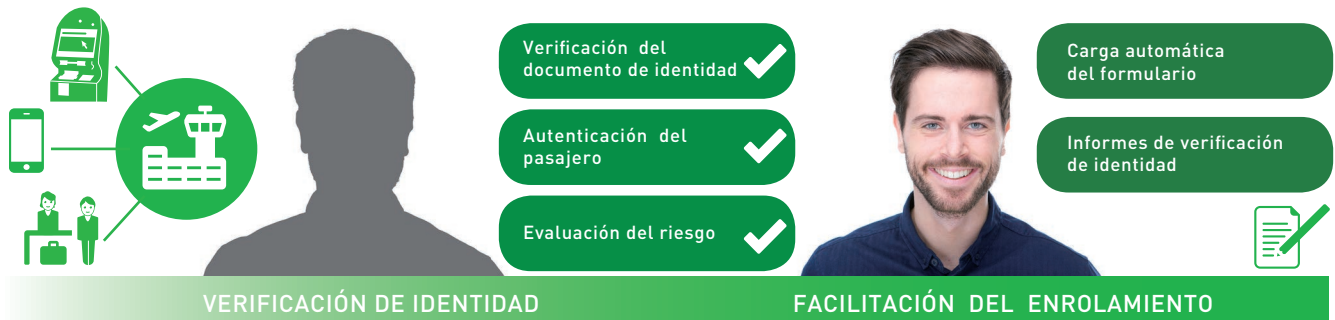 Verificación del
documento de identidad
Autenticación del
pasajero
Evaluación del riesgo
Carga automática
del formulario
Informes de verificación
de identidad
VERIFICACIÓN DE IDENTIDAD
FACILITACIÓN DEL ENROLAMIENTO